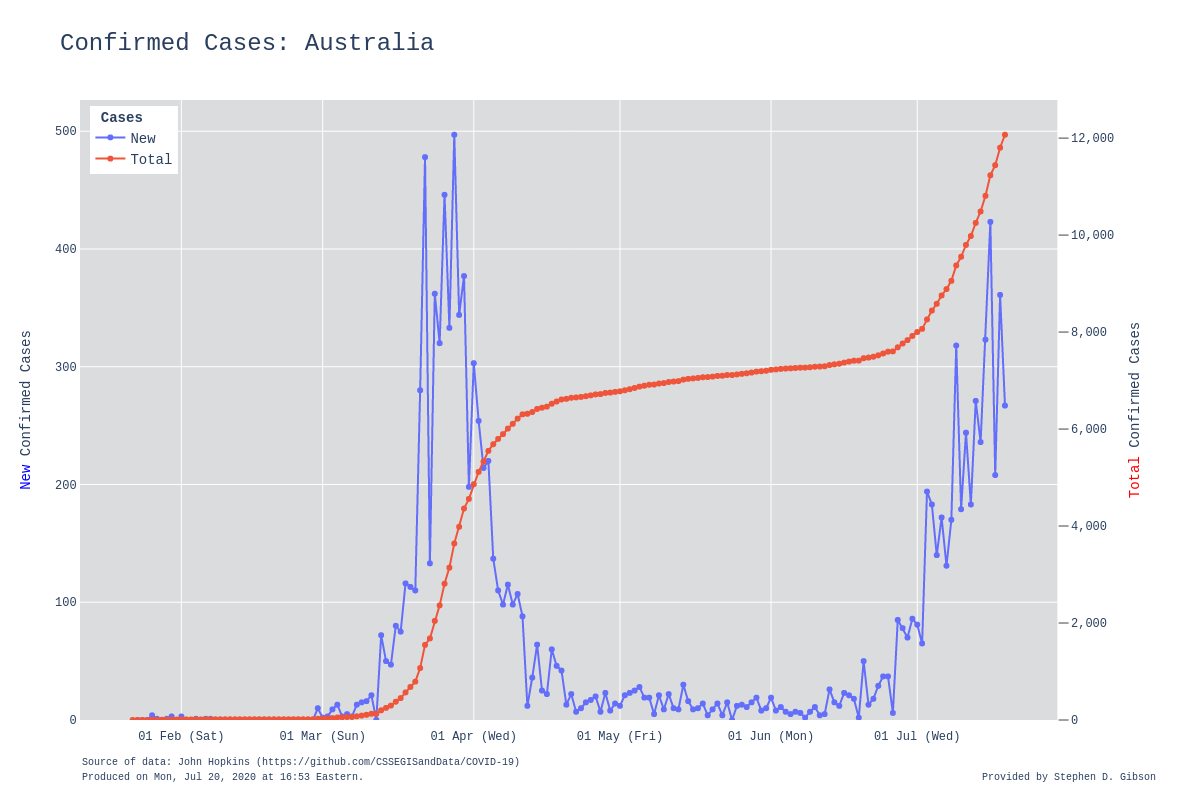 Confirmed Cases: Australia
Cases
New
Total
500
400
300
200
100
0
12,000
10,000
8,000
6,000
4,000
2,000
0
New Confirmed Cases
Total Confirmed Cases
01 Feb (Sat)
01 Mar (Sun)
01 Apr (Wed)
01 May (Fri)
01 Jun (Mon)
01 Jul (Wed)
Source of data: John Hopkins (https://github.com/CSSEGISandData/COVID-19)
Produced on Mon, Jul 20, 2020 at 16:53 Eastern.
Provided by Stephen D. Gibson